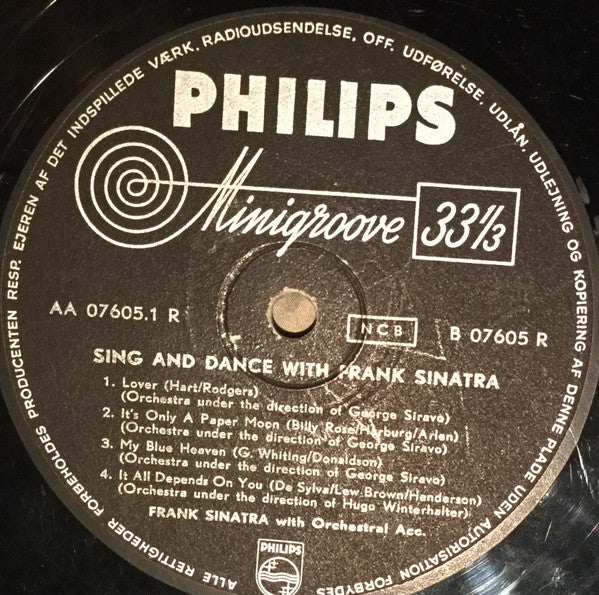 ALLE RETTIGHEDER FORBEHOLDES PRODUCENTEN RESP. EJEREN AF DET INDSPILLEDE VÆRK. RADIOUDSENDELSE, OFF. UDFØRELSE, UDLÅN, UDLEJNING OG KOPIERING AF DENNE PLADE UDEN AUTORISATION FORBYDES
PHILIPS
Minigroove 33 1/3
AA 07605.1 R
NCB
B 07605 R
SING AND DANCE WITH FRANK SINATRA
1. Lover (Hart/Rodgers)
(Orchestra under the direction of George Siravo)
2. It's Only A Paper Moon (Billy Rose/Harburg/Arlen)
(Orchestra under the direction of George Siravo)
3. My Blue Heaven (G. Whiting/Donaldson)
(Orchestra under the direction of George Siravo)
4. It All Depends On You (De Sylva/Lew Brown/Henderson)
(Orchestra under the direction of Hugo Winterhalter)
FRANK SINATRA with Orchestral Acc.
PHILIPS